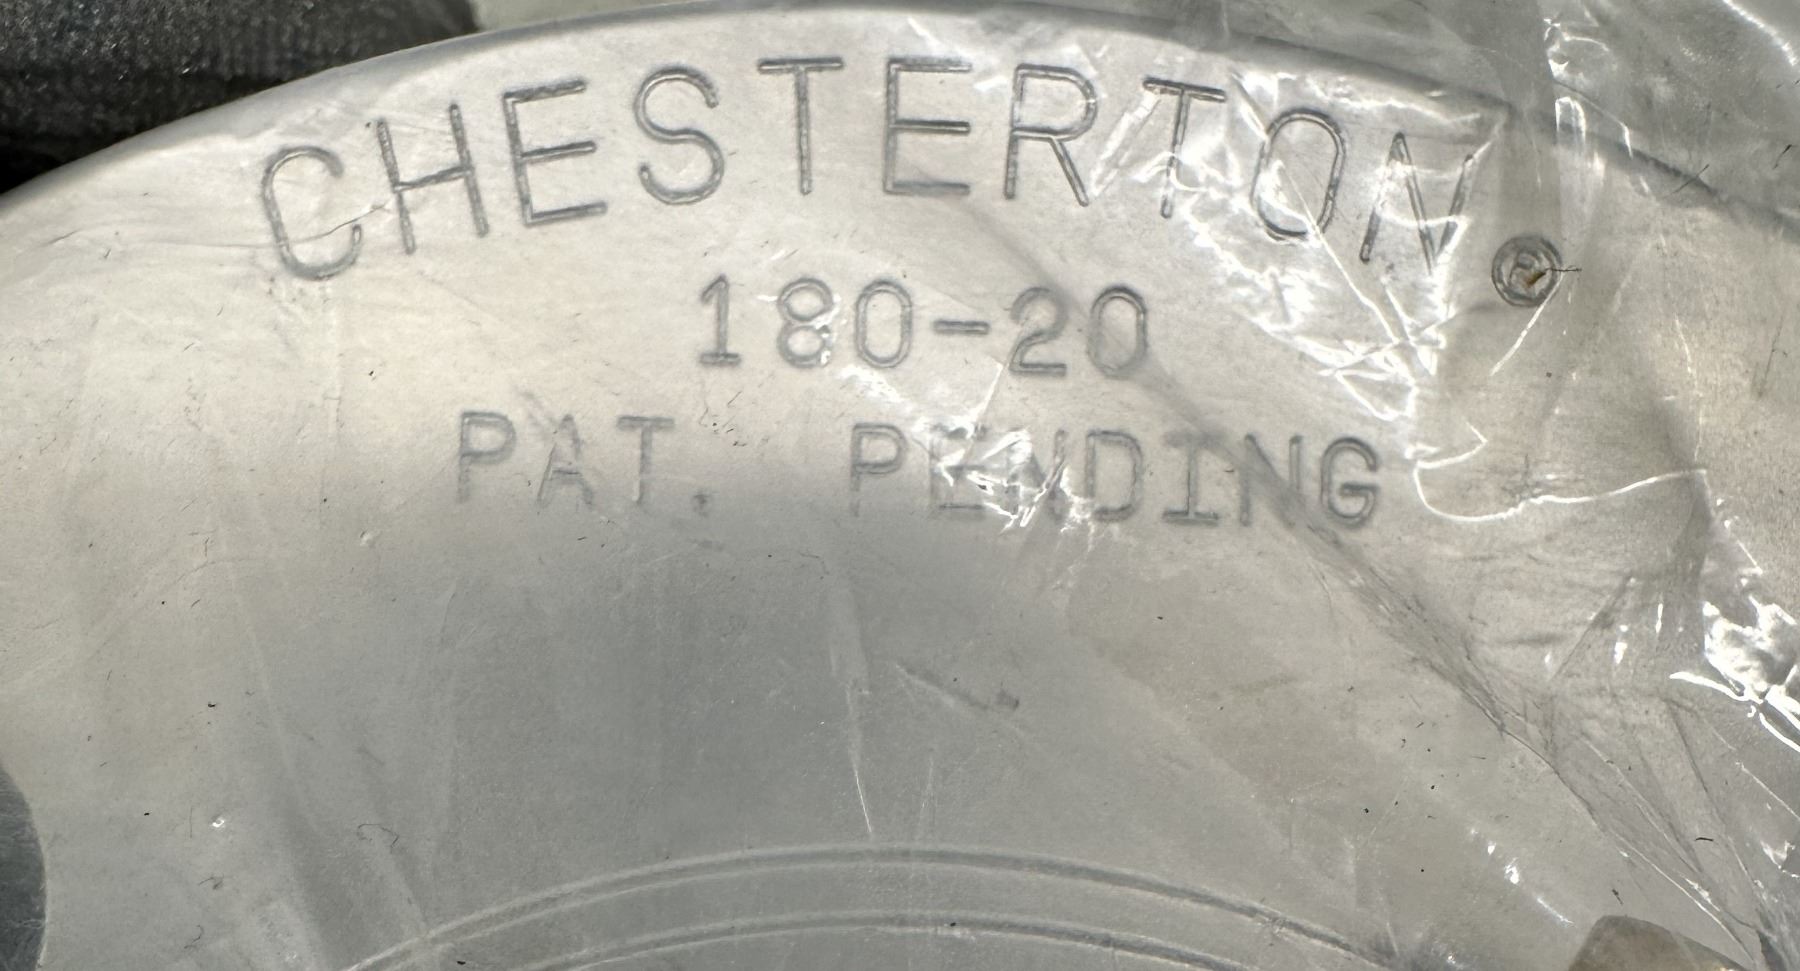 CHESTERTON®
180-20
PAT. PENDING